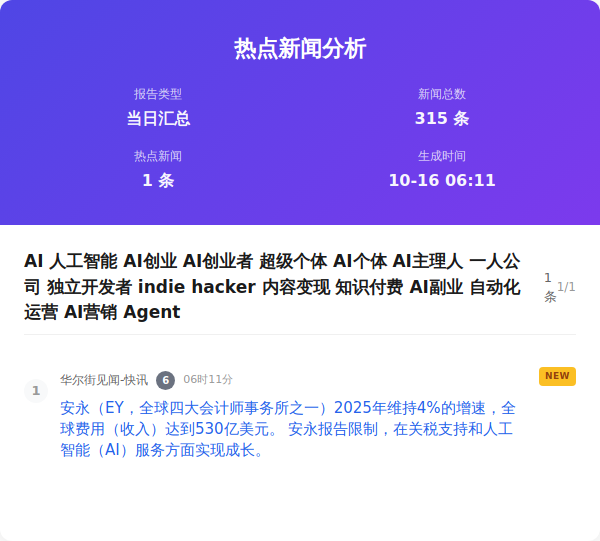 热点新闻分析
报告类型
当日汇总
新闻总数
315 条
热点新闻
1 条
生成时间
10-16 06:11
AI 人工智能 AI创业 AI创业者 超级个体 AI个体 AI主理人 一人公
司 独立开发者 indie hacker 内容变现 知识付费 AI副业 自动化
运营 AI营销 Agent
1
条
1/1
1
华尔街见闻-快讯 6 06时11分
NEW
安永（EY，全球四大会计师事务所之一）2025年维持4%的增速，全
球费用（收入）达到530亿美元。 安永报告限制，在关税支持和人工
智能（AI）服务方面实现成长。